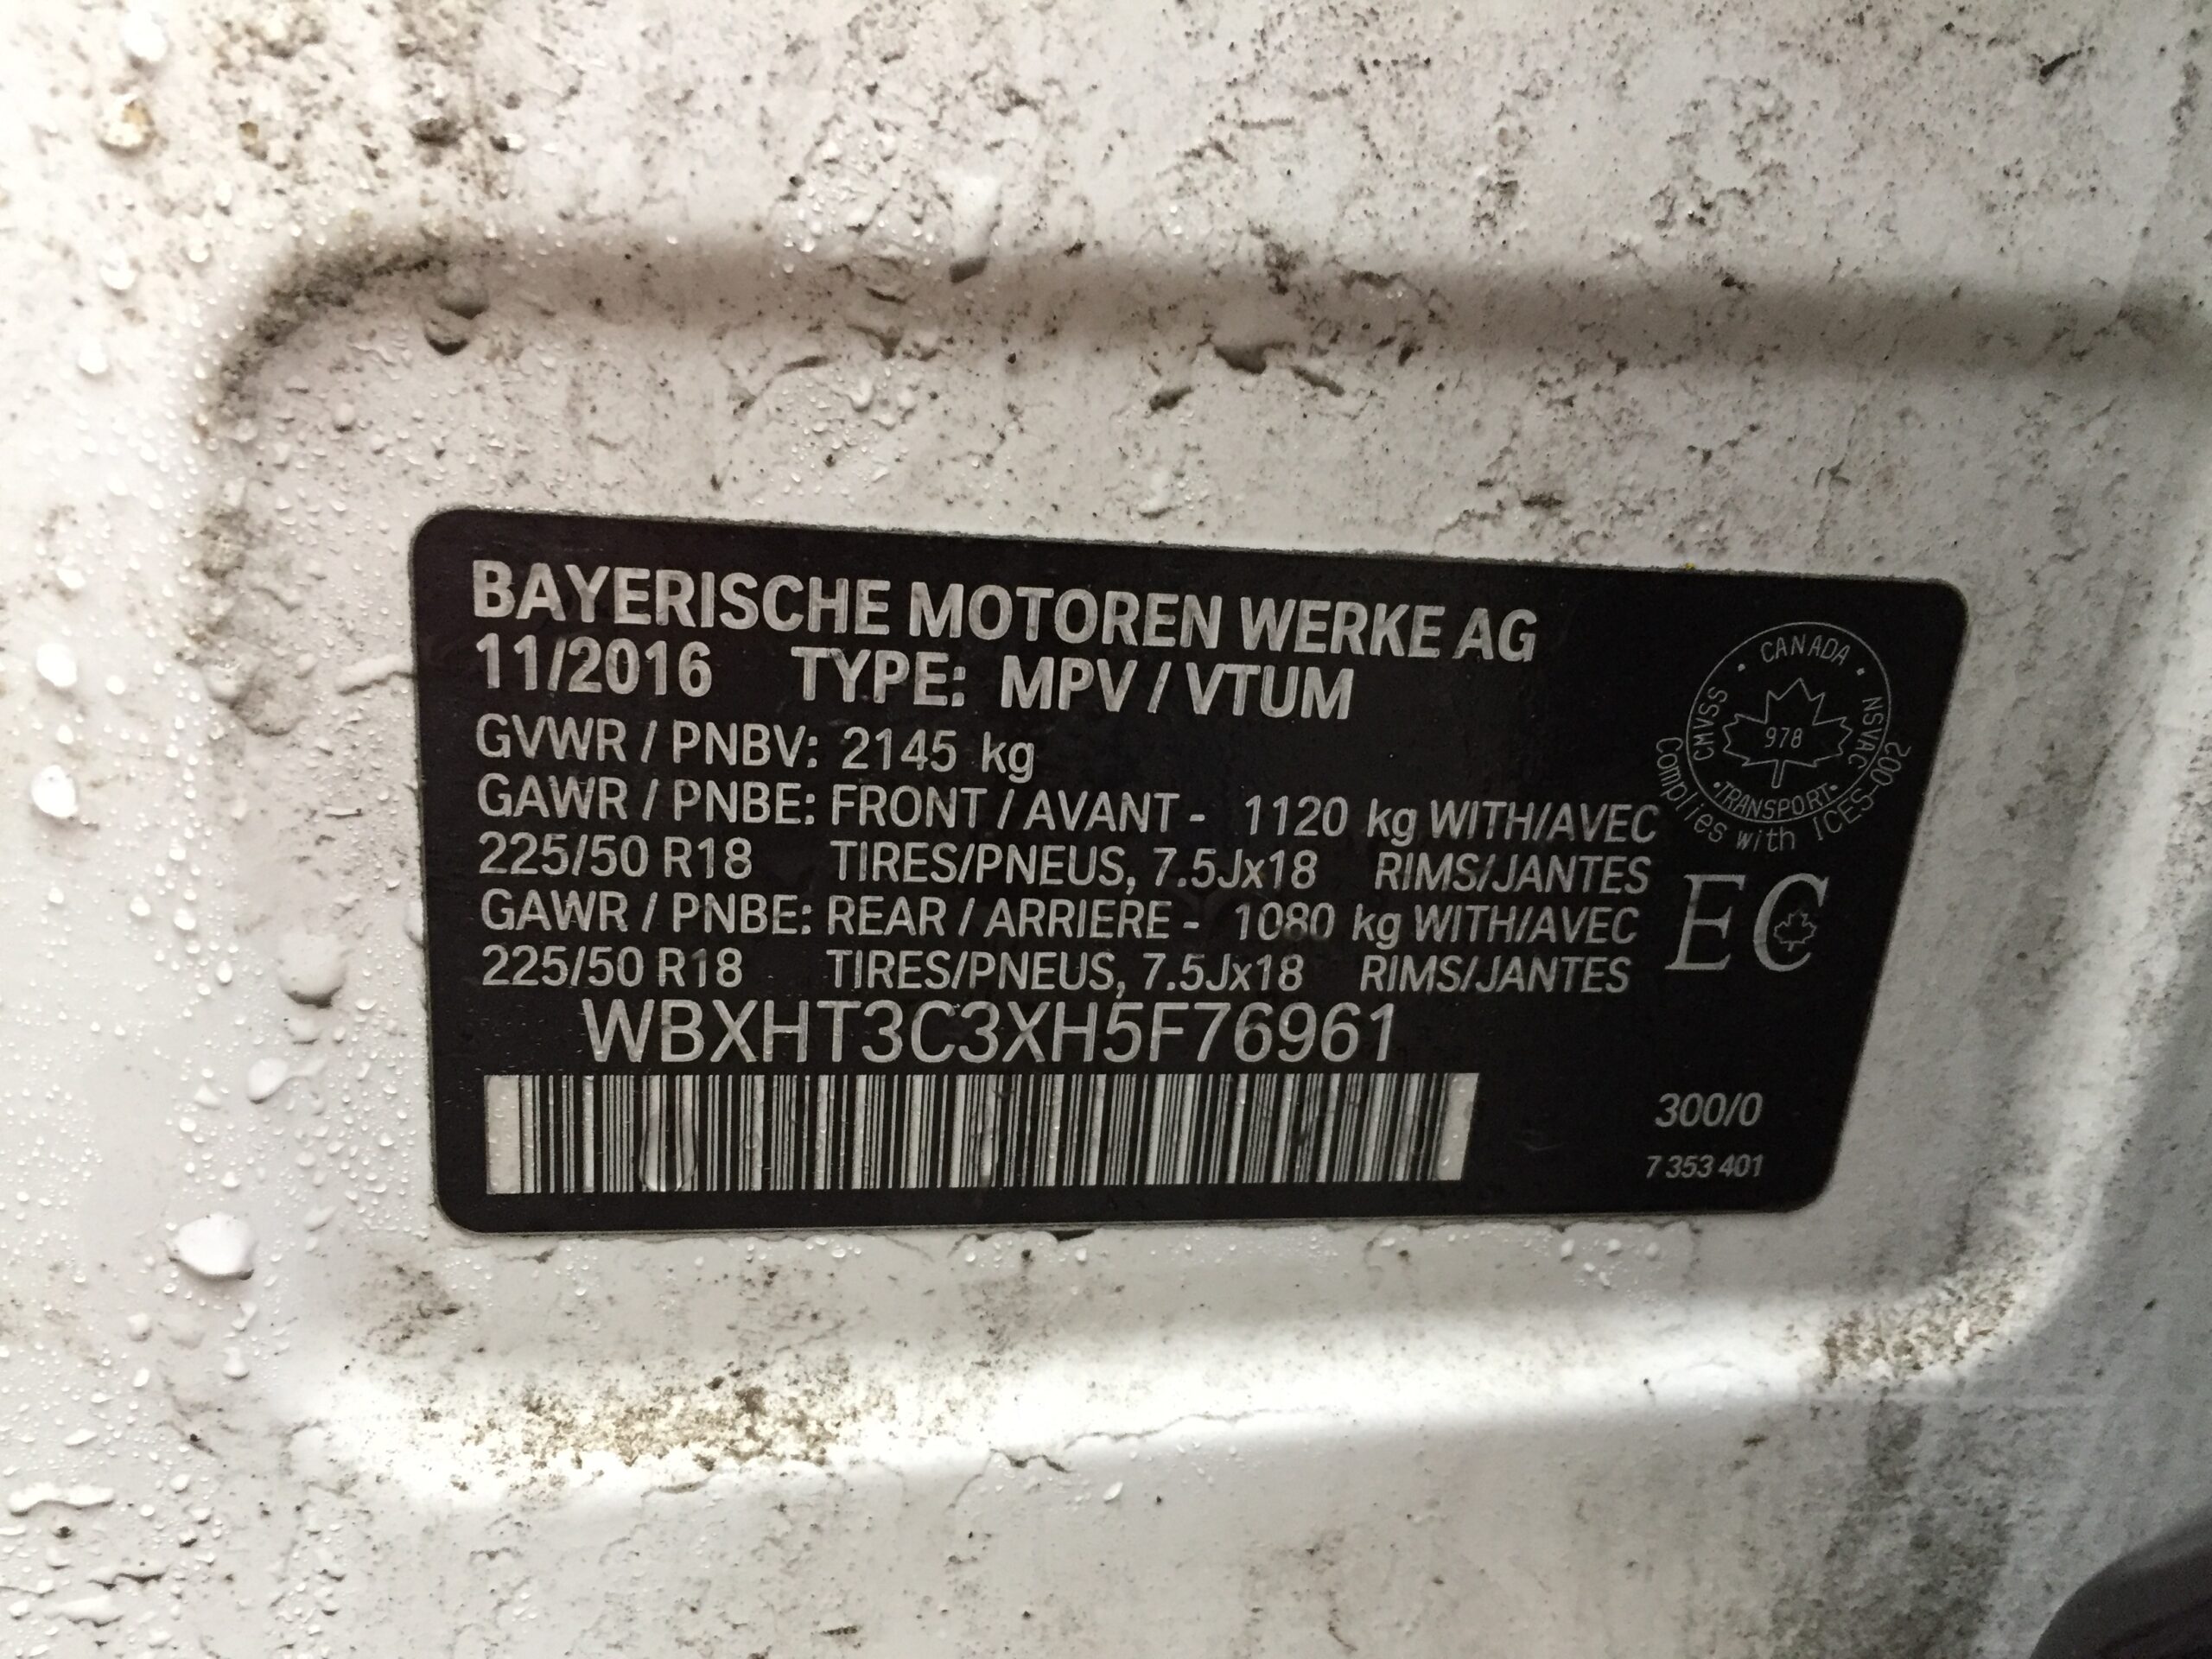 BAYERISCHE MOTOREN WERKE AG
11/2016 TYPE: MPV / VTUM
GVWR / PNBV: 2145 kg
GAWR / PNBE: FRONT / AVANT - 1120 kg WITH/AVEC
225/50 R18 TIRES/PNEUS, 7.5Jx18 RIMS/JANTES
GAWR / PNBE: REAR / ARRIERE - 1080 kg WITH/AVEC
225/50 R18 TIRES/PNEUS, 7.5Jx18 RIMS/JANTES
WBXHT3C3XH5F76961
CANADA
CMVSS
NSVAC
978
TRANSPORT
Complies with ICES-002
EC
300/0
7 353 401